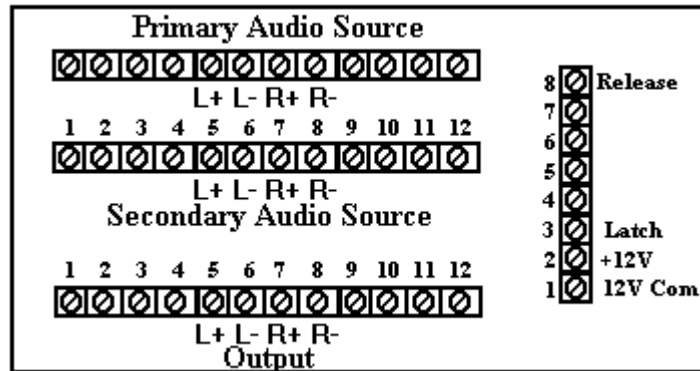 Primary Audio Source
L+ L- R+ R-
1 2 3 4 5 6 7 8 9 10 11 12
L+ L- R+ R-
Secondary Audio Source
1 2 3 4 5 6 7 8 9 10 11 12
L+ L- R+ R-
Output
8 Release
7
6
5
4
3 Latch
2 +12V
1 12V Com